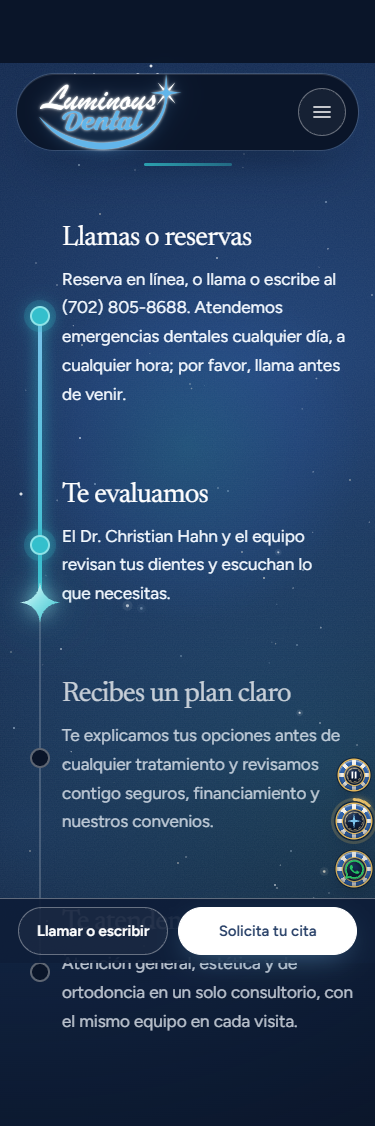 Luminous
Dental
Llamas o reservas
Reserva en línea, o llama o escribe al
(702) 805-8688. Atendemos
emergencias dentales cualquier día, a
cualquier hora; por favor, llama antes
de venir.
Te evaluamos
El Dr. Christian Hahn y el equipo
revisan tus dientes y escuchan lo
que necesitas.
Recibes un plan claro
Te explicamos tus opciones antes de
cualquier tratamiento y revisamos
contigo seguros, financiamiento y
nuestros convenios.
Llamar o escribir
Solicita tu cita
Atención general, estética y de
ortodoncia en un solo consultorio, con
el mismo equipo en cada visita.